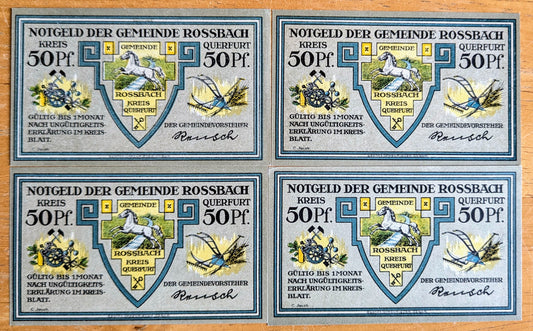 NOTGELD DER GEMEINDE ROSSBACH
KREIS GEMEINDE QUERFURT
50 Pf. 50 Pf.
ROSSBACH
KREIS
QUERFURT
GÜLTIG BIS 1 MONAT
NACH UNGÜLTIGKEITS-
ERKLÄRUNG IM KREIS-
BLATT.
DER GEMEINDEVORSTEHER
Rausch
NOTGELD DER GEMEINDE ROSSBACH
KREIS GEMEINDE QUERFURT
50 Pf. 50 Pf.
ROSSBACH
KREIS
QUERFURT
GÜLTIG BIS 1 MONAT
NACH UNGÜLTIGKEITS-
ERKLÄRUNG IM KREIS-
BLATT.
DER GEMEINDEVORSTEHER
Rausch
NOTGELD DER GEMEINDE ROSSBACH
KREIS GEMEINDE QUERFURT
50 Pf. 50 Pf.
ROSSBACH
KREIS
QUERFURT
GÜLTIG BIS 1 MONAT
NACH UNGÜLTIGKEITS-
ERKLÄRUNG IM KREIS-
BLATT.
DER GEMEINDEVORSTEHER
Rausch
NOTGELD DER GEMEINDE ROSSBACH
KREIS GEMEINDE QUERFURT
50 Pf. 50 Pf.
ROSSBACH
KREIS
QUERFURT
GÜLTIG BIS 1 MONAT
NACH UNGÜLTIGKEITS-
ERKLÄRUNG IM KREIS-
BLATT.
DER GEMEINDEVORSTEHER
Rausch